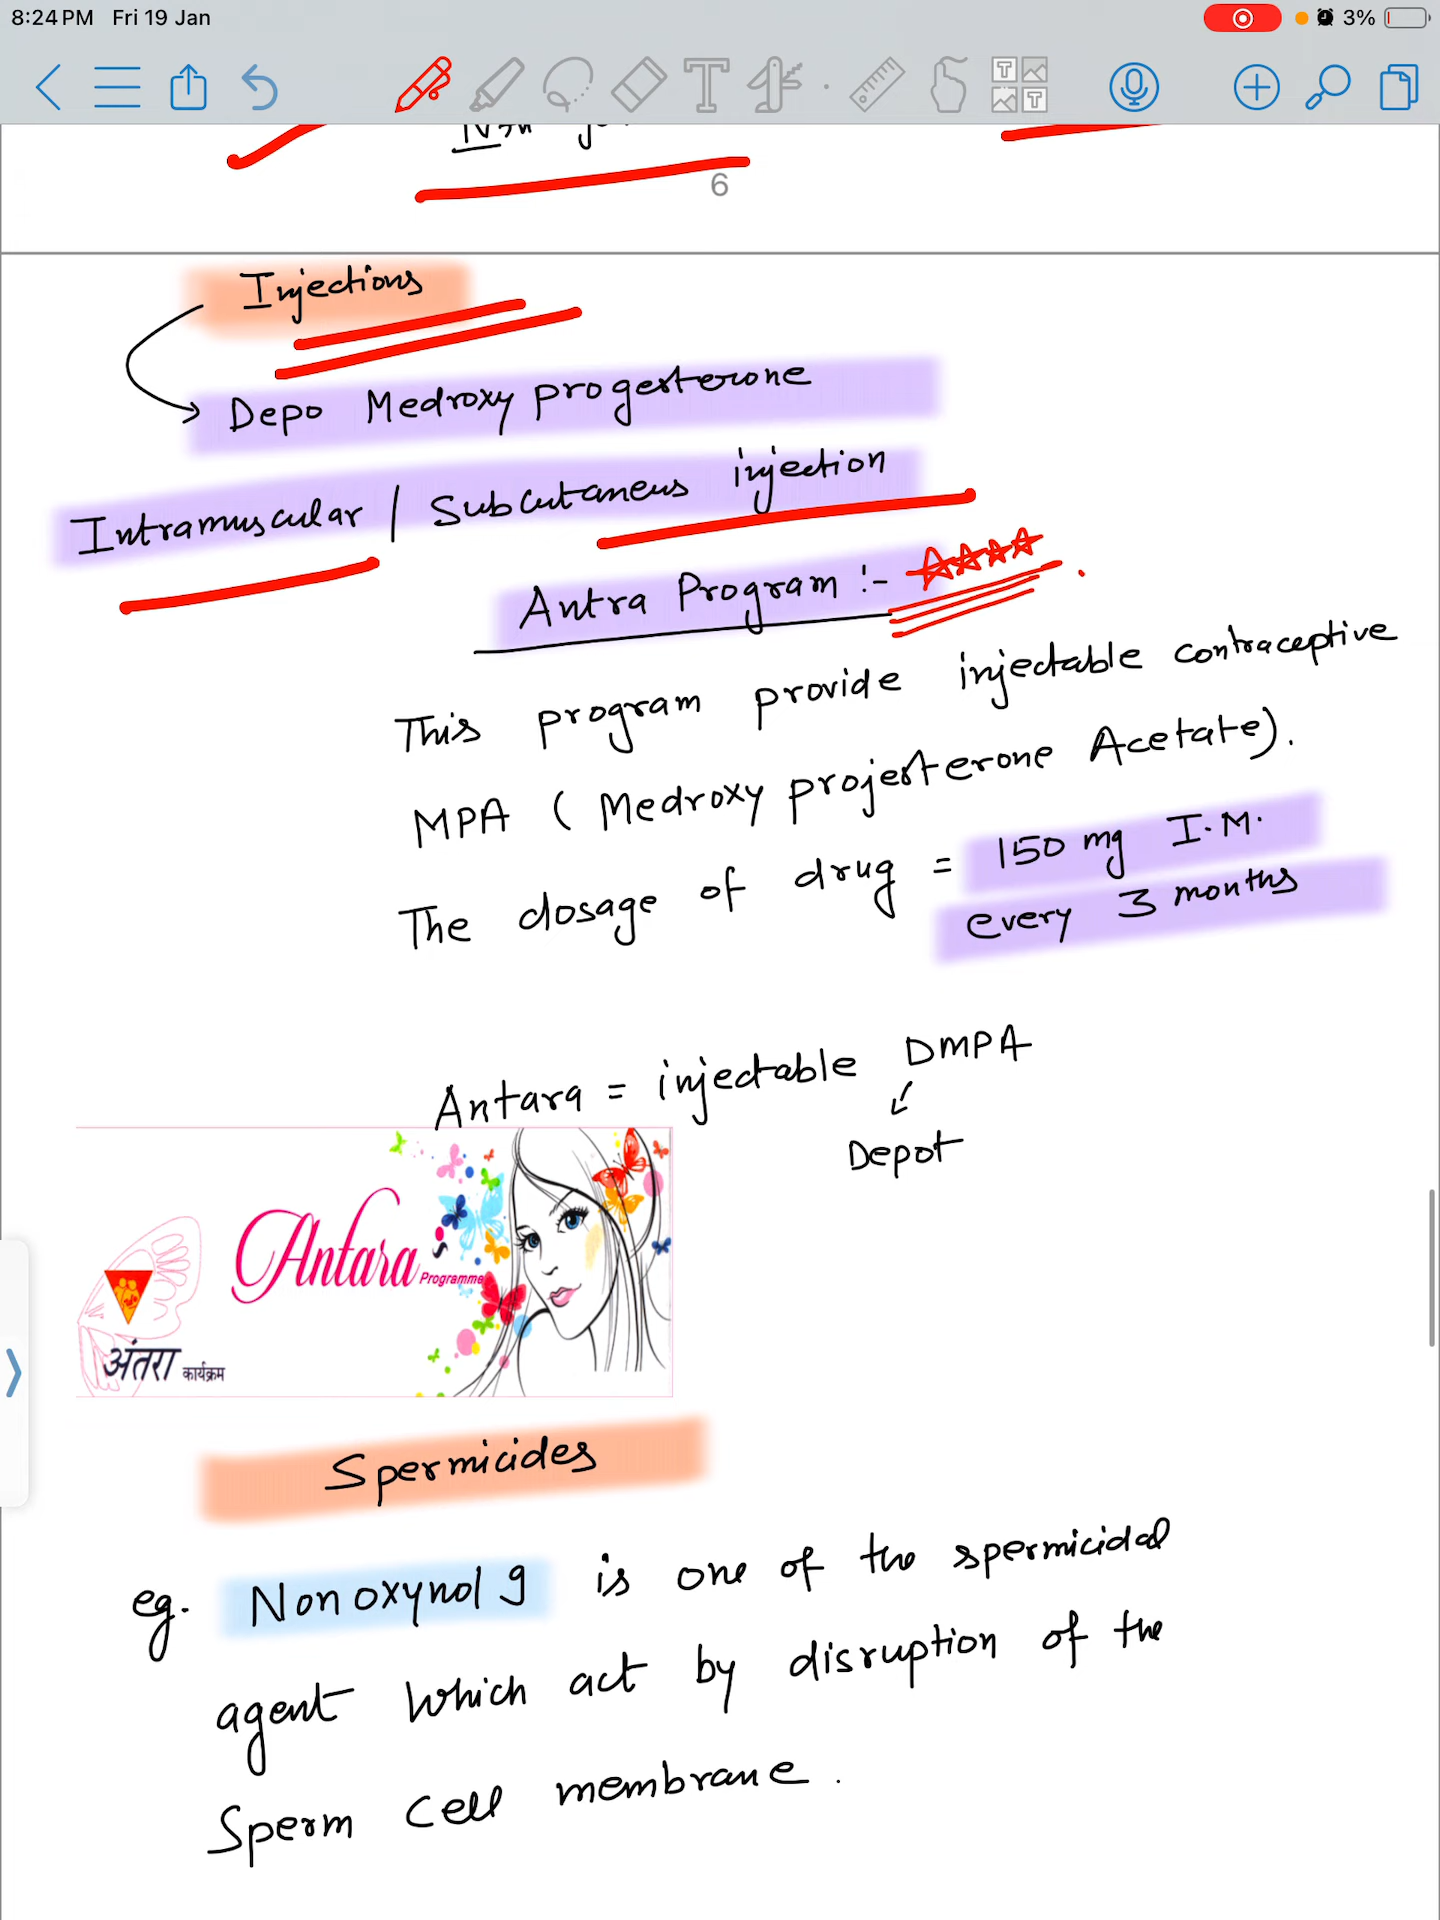 8:24 PM Fri 19 Jan
3%
6
Injections
Depo Medroxy progesterone
Intramuscular / Subcutaneus injection
Antra Program :-
This program provide injectable contraceptive
MPA ( Medroxy projesterone Acetate).
The dosage of drug = 150 mg I.M.
every 3 months
Antara = injectable DMPA
Depot
Antara Programme
अंतरा कार्यक्रम
Spermicides
eg. Nonoxynol 9 is one of the spermicidal
agent which act by disruption of the
Sperm cell membrane.